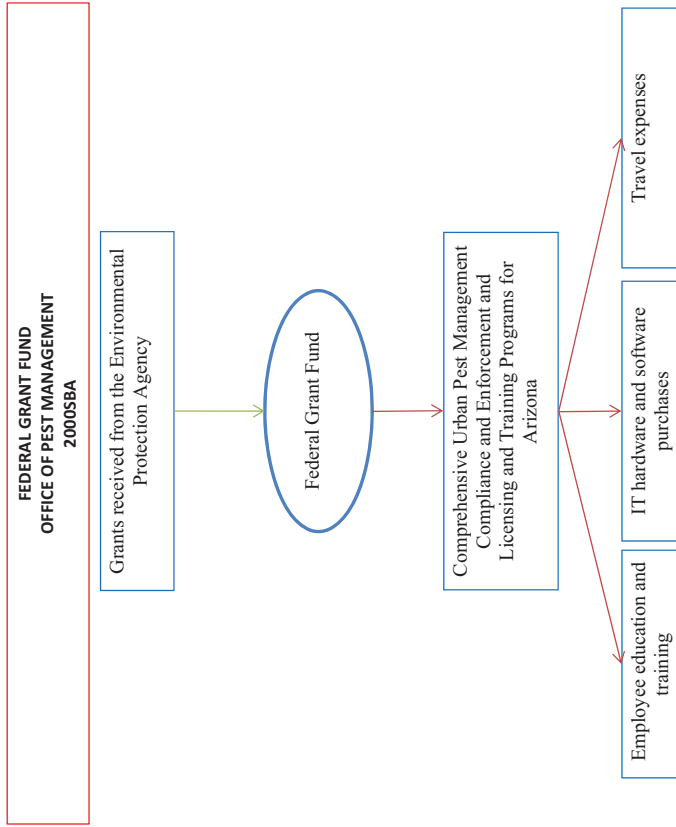 FEDERAL GRANT FUND
OFFICE OF PEST MANAGEMENT
2000SBA
Grants received from the Environmental
Protection Agency
Federal Grant Fund
Comprehensive Urban Pest Management
Compliance and Enforcement and
Licensing and Training Programs for
Arizona
Employee education and
training
IT hardware and software
purchases
Travel expenses